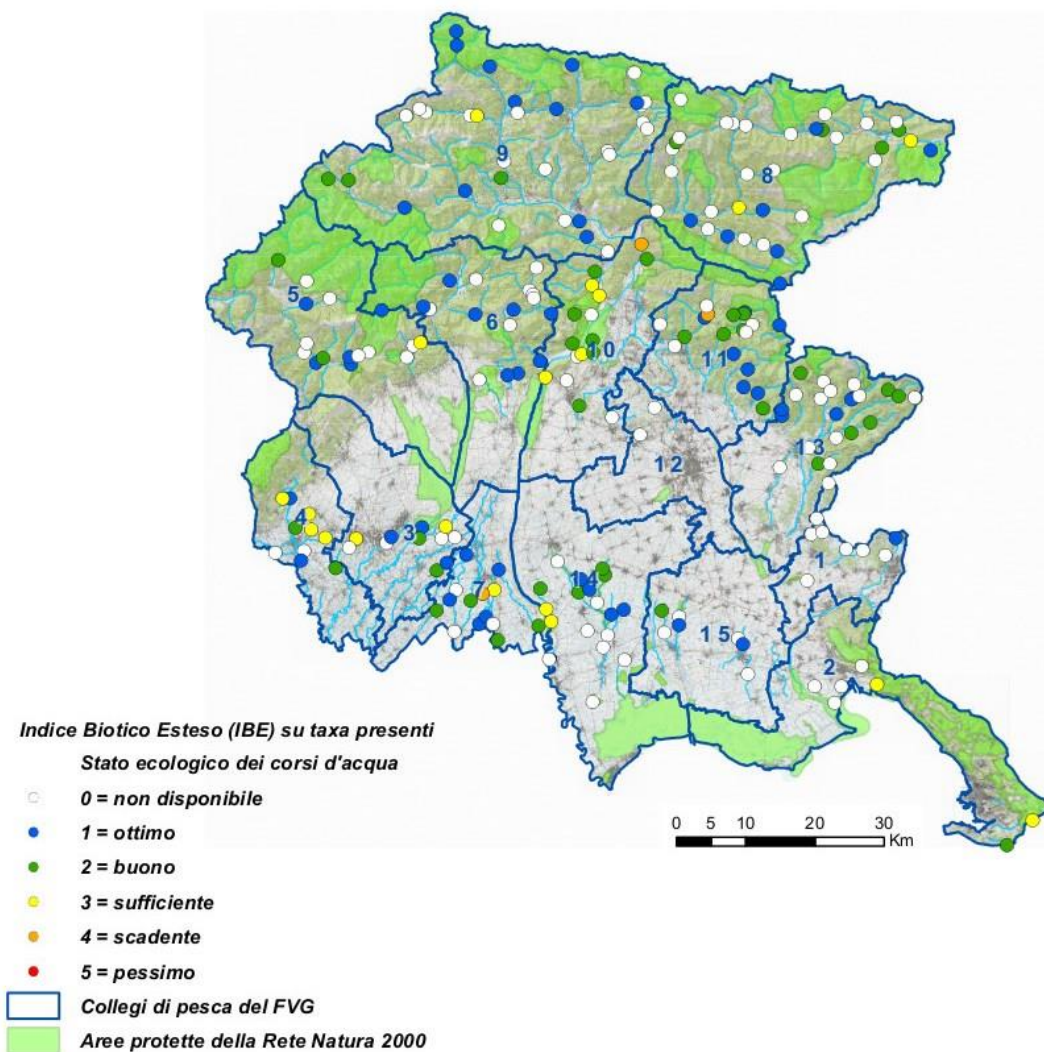 9
8
5
6
10
11
12
13
4
3
7
14
1
15
2
Indice Biotico Esteso (IBE) su taxa presenti
Stato ecologico dei corsi d'acqua
0 = non disponibile
1 = ottimo
2 = buono
3 = sufficiente
4 = scadente
5 = pessimo
Collegi di pesca del FVG
Aree protette della Rete Natura 2000
0 5 10 20 30
Km